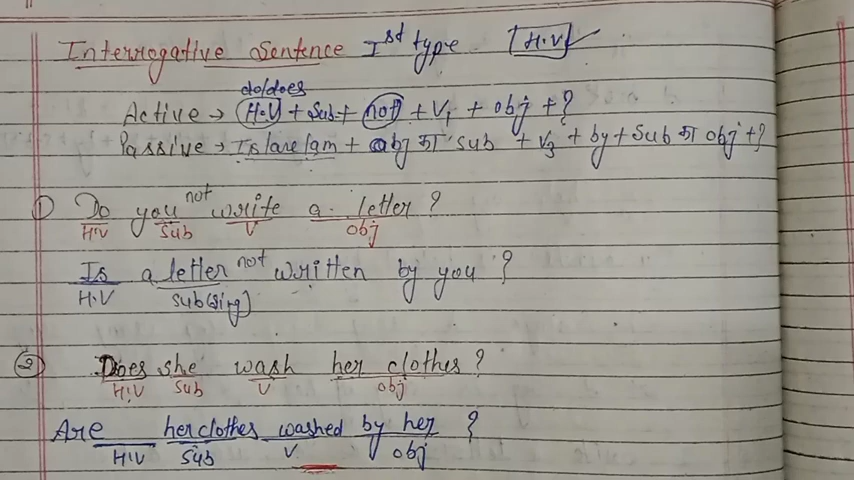 Interrogative Sentence Ist type [H.V]
do/does
Active → H.V + Sub + not + V1 + obj + ?
Passive → Is/are/am + obj का sub + V3 + by + Sub का obj + ?
① Do you not write a letter?
H.V Sub V obj
Is a letter not written by you?
H.V Sub(sing)
② Does she wash her clothes?
H.V Sub V obj
Are her clothes washed by her ?
H.V Sub V. obj